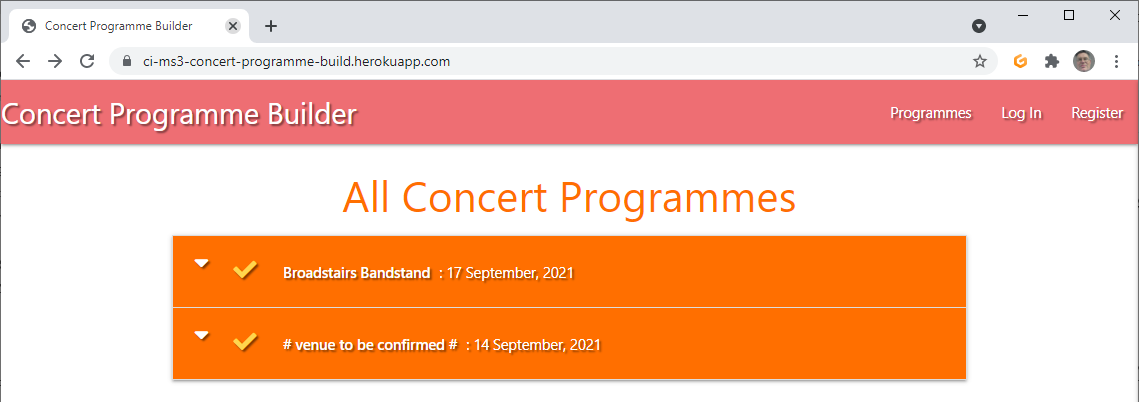 Concert Programme Builder
ci-ms3-concert-programme-build.herokuapp.com
Concert Programme Builder
Programmes Log In Register
All Concert Programmes
Broadstairs Bandstand : 17 September, 2021
# venue to be confirmed # : 14 September, 2021